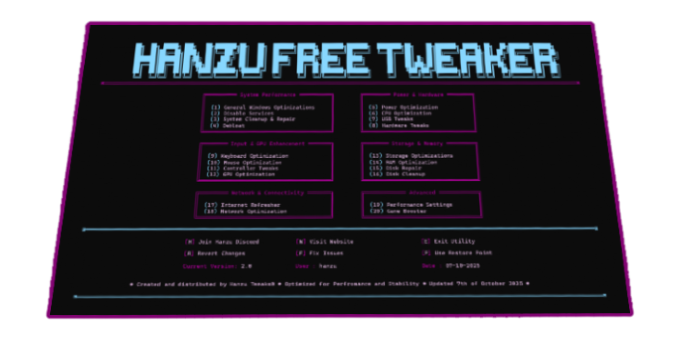 HANZU FREE TWEAKER
System Performance
Power & Hardware
(1) General Windows Optimizations
(2) Disable Services
(3) System Cleanup & Repair
(4) Debloat
(5) Power Optimization
(6) CPU Optimization
(7) USB Tweaks
(8) Hardware Tweaks
Input & GPU Enhancement
Storage & Memory
(9) Keyboard Optimization
(10) Mouse Optimization
(11) Controller Tweaks
(12) GPU Optimization
(13) Storage Optimizations
(14) RAM Optimization
(15) Disk Repair
(16) Disk Cleanup
Network & Connectivity
Advanced
(17) Internet Refresher
(18) Network Optimization
(19) Performance Settings
(20) Game Booster
Join Hanzu Discord
[W] Visit Website
Exit Utility
[R] Revert Changes
[F] Fix Issues
Use Restore Point
Current Version: 2.0
User : hanzu
Date : 07-10-2025
* Created and distributed by Hanzu Tweaks® * Optimized for Performance and Stability * Updated 7th of October 2025 *